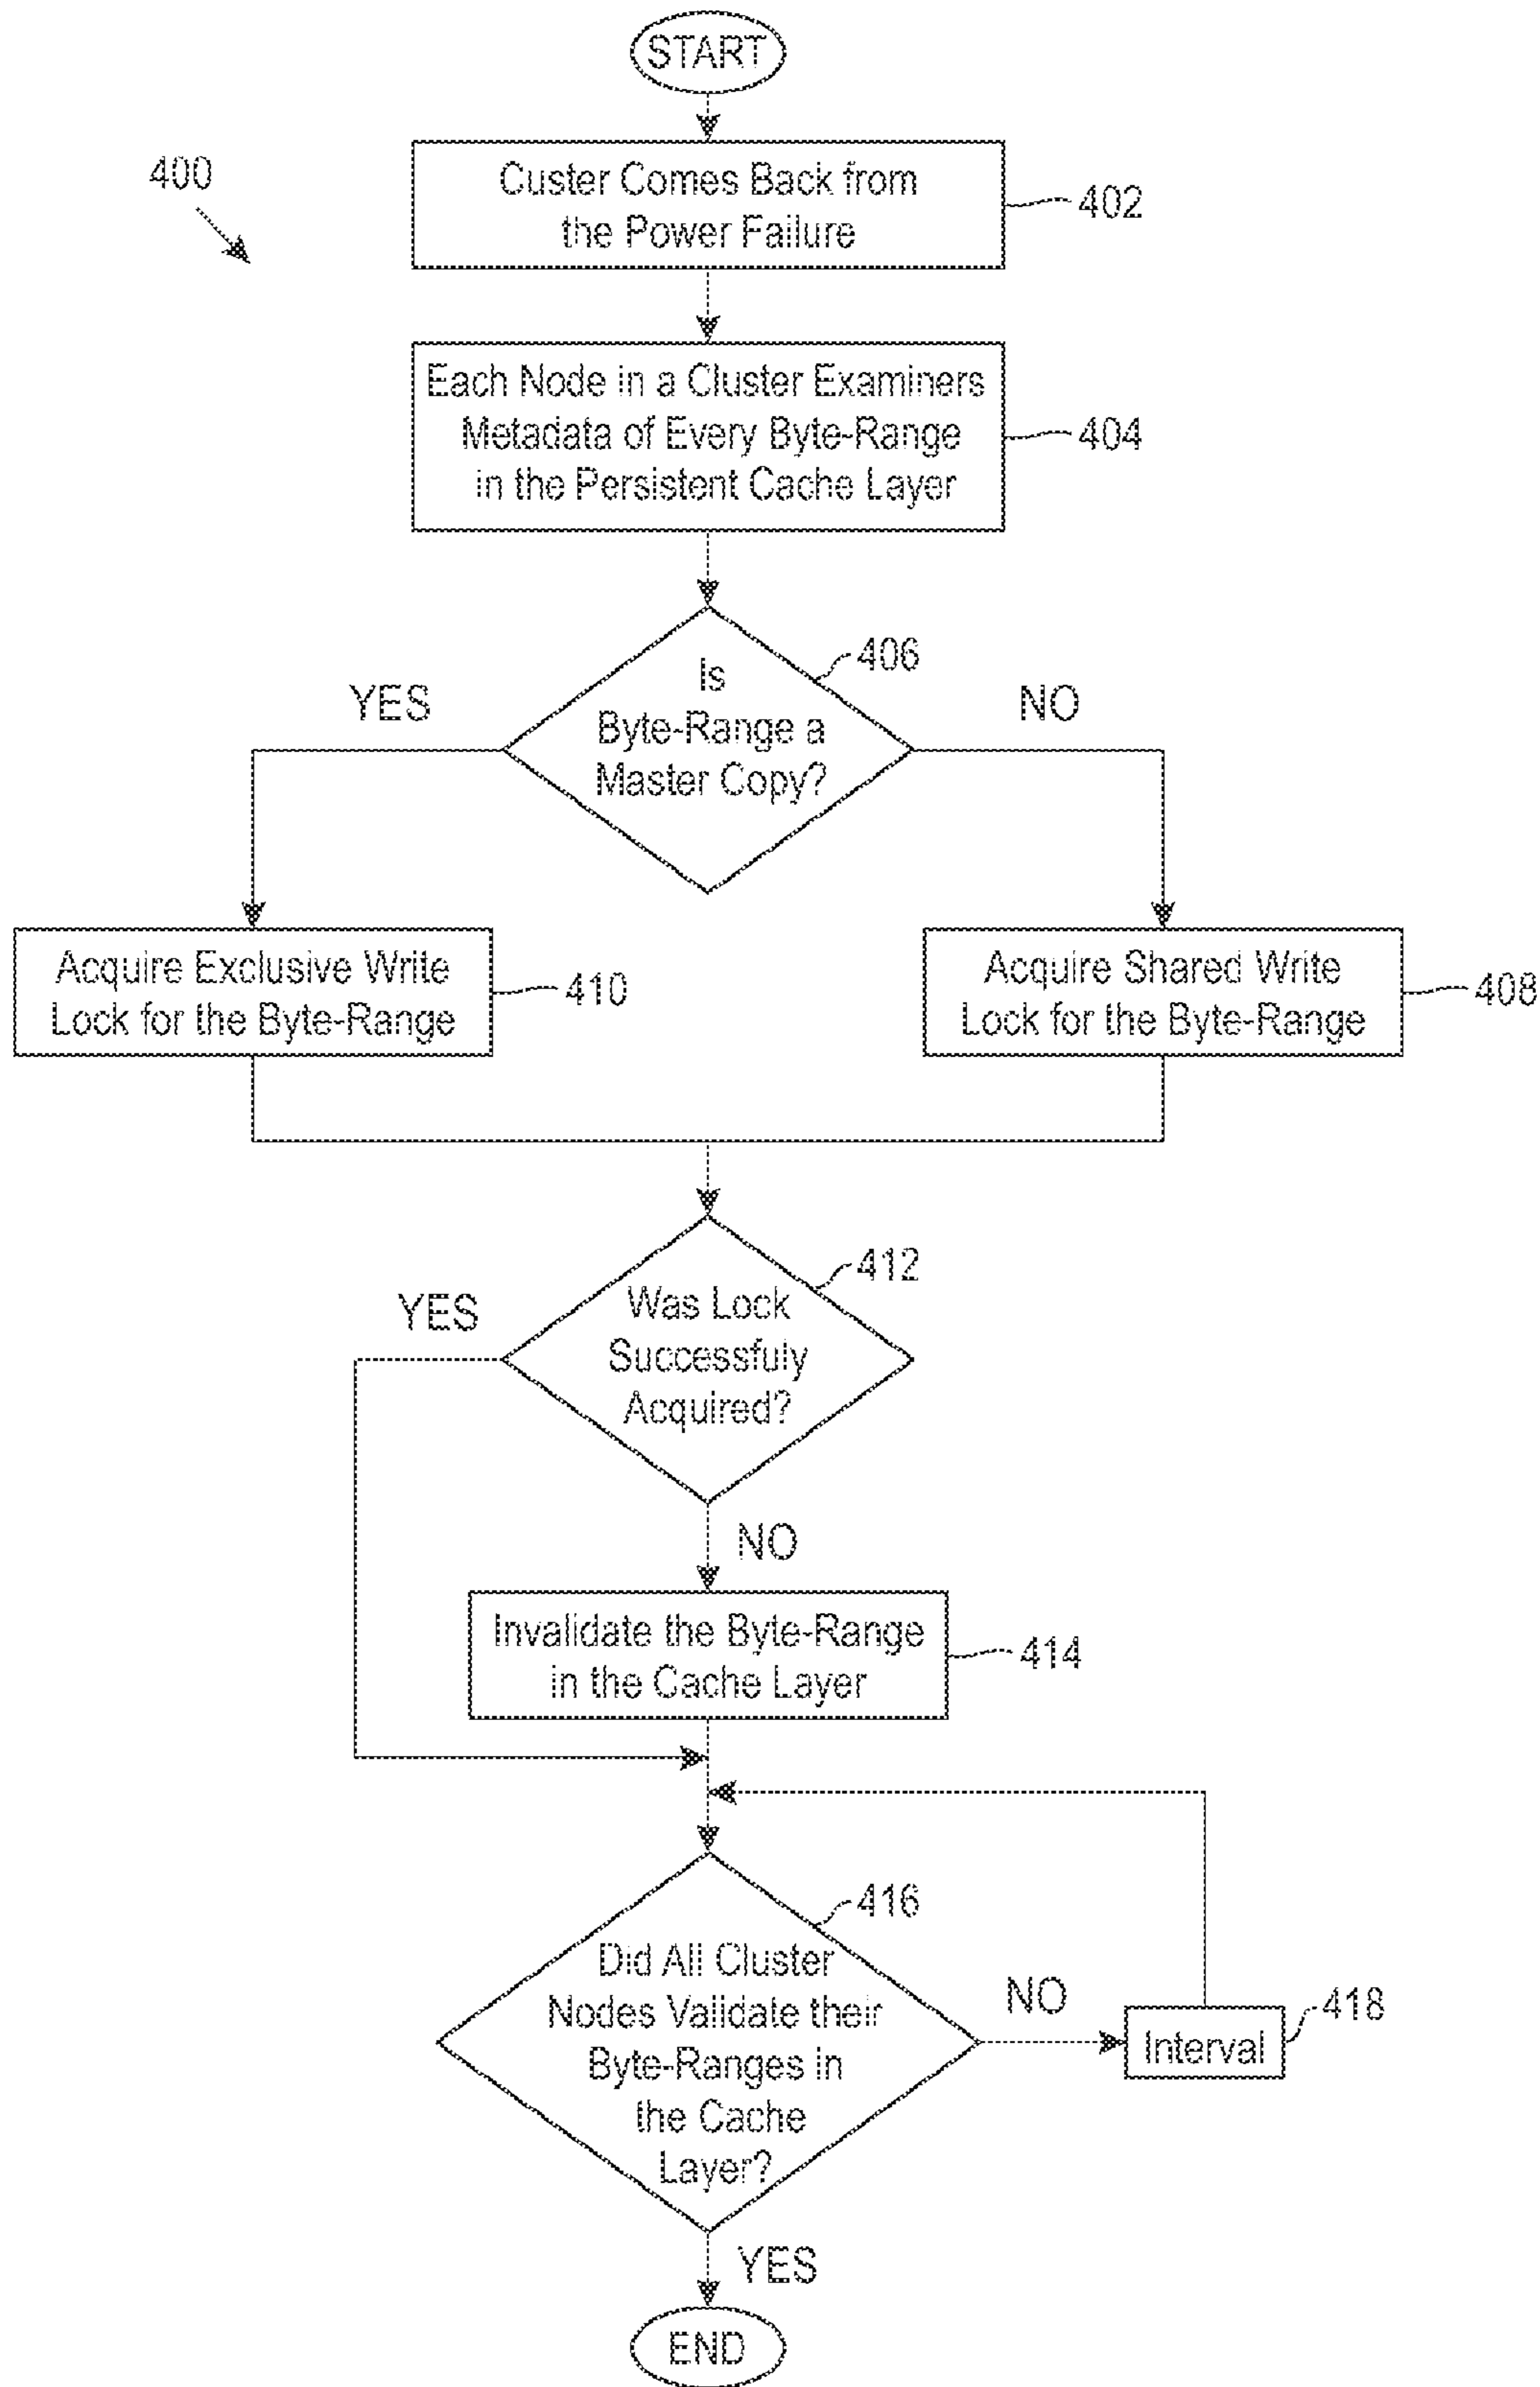 START
400
Custer Comes Back from
the Power Failure
402
Each Node in a Cluster Examiners
Metadata of Every Byte-Range
in the Persistent Cache Layer
404
406
Is
Byte-Range a
Master Copy?
YES
NO
Acquire Exclusive Write
Lock for the Byte-Range
410
Acquire Shared Write
Lock for the Byte-Range
408
412
Was Lock
Successfuly
Acquired?
YES
NO
Invalidate the Byte-Range
in the Cache Layer
414
416
Did All Cluster
Nodes Validate their
Byte-Ranges in
the Cache
Layer?
NO
Interval
418
YES
END